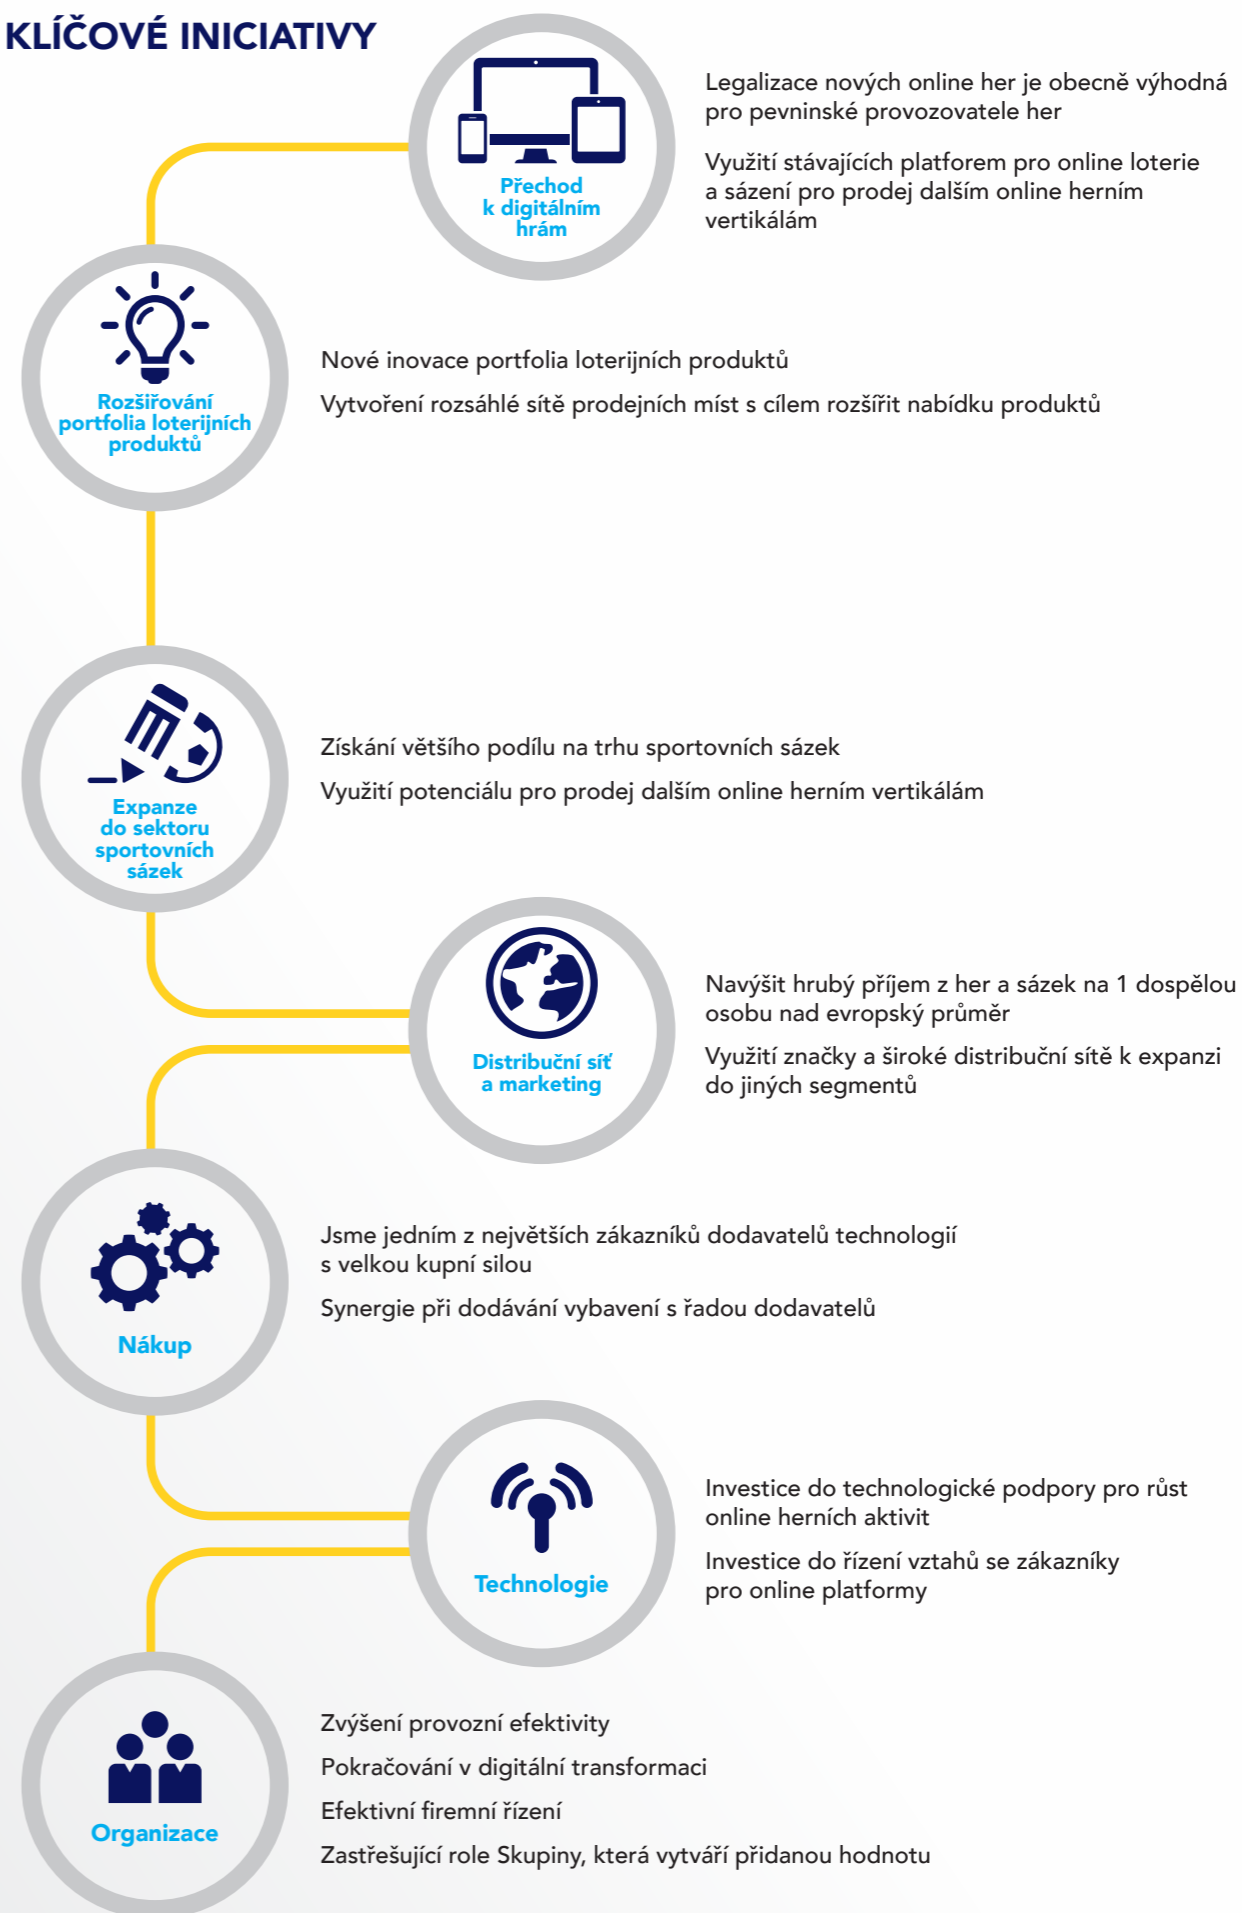 KLÍČOVÉ INICIATIVY
Přechod
k digitálním
hrám
Legalizace nových online her je obecně výhodná
pro pevninské provozovatele her
Využití stávajících platforem pro online loterie
a sázení pro prodej dalším online herním
vertikálám
Rozšiřování
portfolia loterijních
produktů
Nové inovace portfolia loterijních produktů
Vytvoření rozsáhlé sítě prodejních míst s cílem rozšířit nabídku produktů
Expanze
do sektoru
sportovních
sázek
Získání většího podílu na trhu sportovních sázek
Využití potenciálu pro prodej dalším online herním vertikálám
Distribuční síť
a marketing
Navýšit hrubý příjem z her a sázek na 1 dospělou
osobu nad evropský průměr
Využití značky a široké distribuční sítě k expanzi
do jiných segmentů
Nákup
Jsme jedním z největších zákazníků dodavatelů technologií
s velkou kupní silou
Synergie při dodávání vybavení s řadou dodavatelů
Technologie
Investice do technologické podpory pro růst
online herních aktivit
Investice do řízení vztahů se zákazníky
pro online platformy
Organizace
Zvýšení provozní efektivity
Pokračování v digitální transformaci
Efektivní firemní řízení
Zastřešující role Skupiny, která vytváří přidanou hodnotu